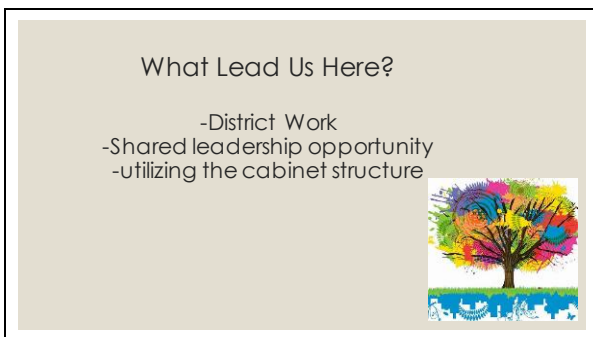 What Lead Us Here?
-District Work
-Shared leadership opportunity
-utilizing the cabinet structure